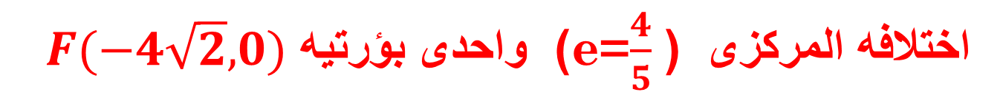 اختلافه المركزى ( e=4/5) واحدى بؤرتيه F(−4√2,0)